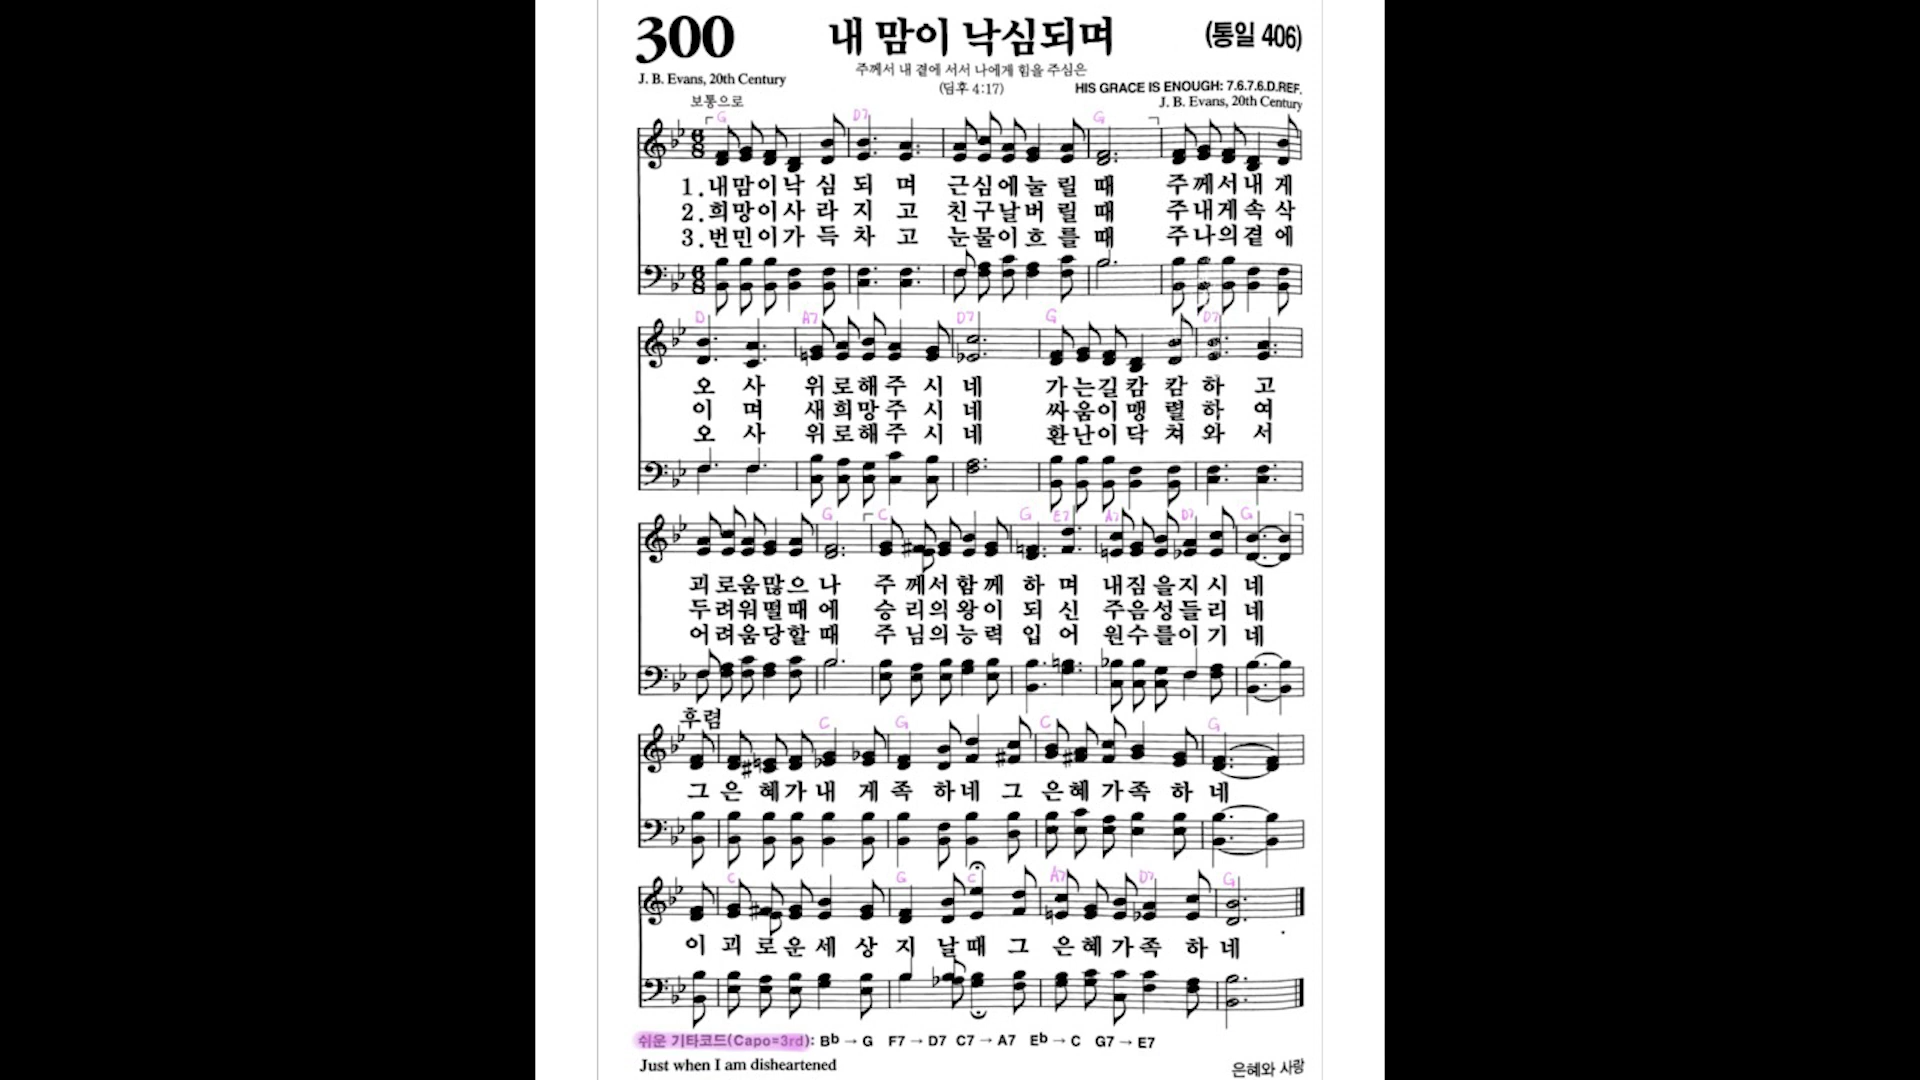 300
내 맘이 낙심되며
(통일 406)
주께서 내 곁에 서서 나에게 힘을 주심은
(딤후 4:17)
J. B. Evans, 20th Century
HIS GRACE IS ENOUGH: 7.6.7.6.D.REF.
J. B. Evans, 20th Century
보통으로
G D7 G
1.내맘이낙 심 되 며 근심에눌 릴 때 주께서내 게
2.희망이사 라 지 고 친구날버 릴 때 주내게속 삭
3.번민이가 득 차 고 눈물이흐 를 때 주나의곁 에
D A7 D7 G D7
오 사 위로해주 시 네 가는길캄 캄 하 고
이 며 새희망주 시 네 싸움이맹 렬 하 여
오 사 위로해주 시 네 환난이닥 쳐 와 서
G C G E7 A7 D7 G
괴로움많으 나 주 께서함께 하 며 내짐을지시 네
두려워떨때 에 승리의왕이 되 신 주음성들리 네
어려움당할 때 주님의능력 입 어 원수를이기 네
후렴
C G C G
그 은 혜가 내 게 족 하네 그 은혜 가족 하 네
C G C A7 D7 G
이 괴 로운 세 상 지 날때 그 은혜 가족 하 네
쉬운 기타코드(Capo=3rd): Bb → G F7 → D7 C7 → A7 Eb → C G7 → E7
Just when I am disheartened
은혜와 사랑